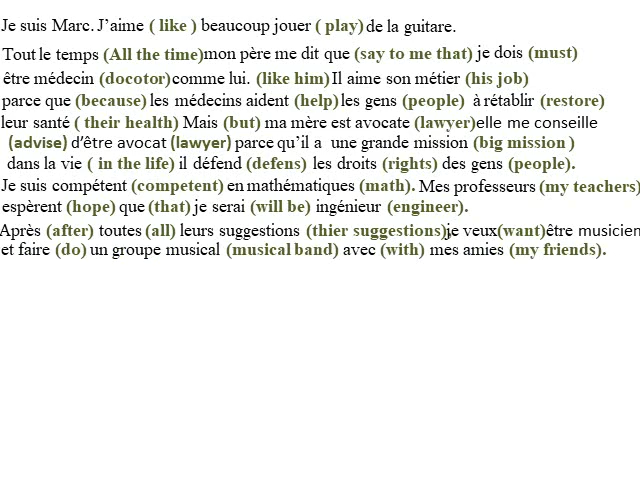 Je suis Marc. J’aime ( like ) beaucoup jouer ( play) de la guitare.
Tout le temps (All the time)mon père me dit que (say to me that) je dois (must)
être médecin (docotor)comme lui. (like him) Il aime son métier (his job)
parce que (because) les médecins aident (help) les gens (people) à rétablir (restore)
leur santé ( their health) Mais (but) ma mère est avocate (lawyer)elle me conseille
(advise) d’être avocat (lawyer) parce qu’il a une grande mission (big mission )
dans la vie ( in the life) il défend (defens) les droits (rights) des gens (people).
Je suis compétent (competent) en mathématiques (math). Mes professeurs (my teachers)
espèrent (hope) que (that) je serai (will be) ingénieur (engineer).
Après (after) toutes (all) leurs suggestions (thier suggestions),je veux(want)être musicien
et faire (do) un groupe musical (musical band) avec (with) mes amies (my friends).